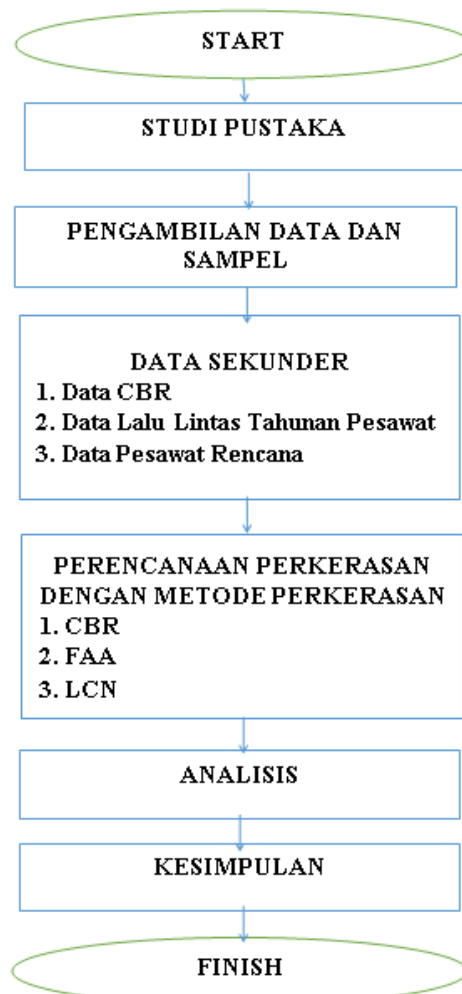 START
STUDI PUSTAKA
PENGAMBILAN DATA DAN
SAMPEL
DATA SEKUNDER
1. Data CBR
2. Data Lalu Lintas Tahunan Pesawat
3. Data Pesawat Rencana
PERENCANAAN PERKERASAN
DENGAN METODE PERKERASAN
1. CBR
2. FAA
3. LCN
ANALISIS
KESIMPULAN
FINISH